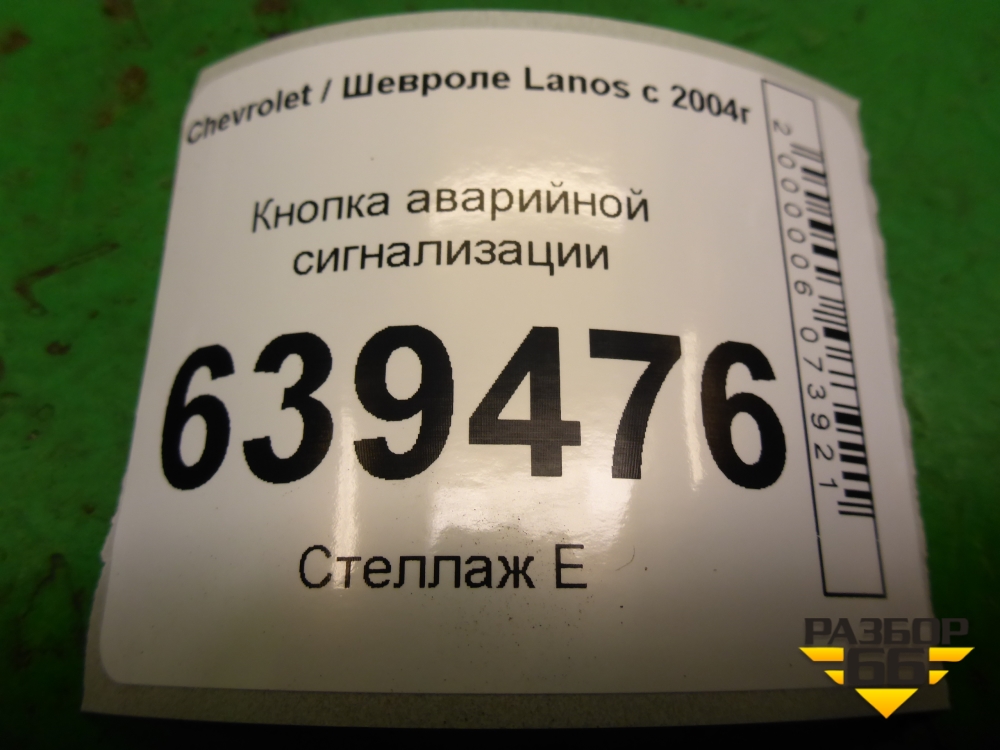 Chevrolet / Шевроле Lanos с 2004г
Кнопка аварийной
сигнализации
639476
Стеллаж Е
2000006073921
РАЗБОР
66